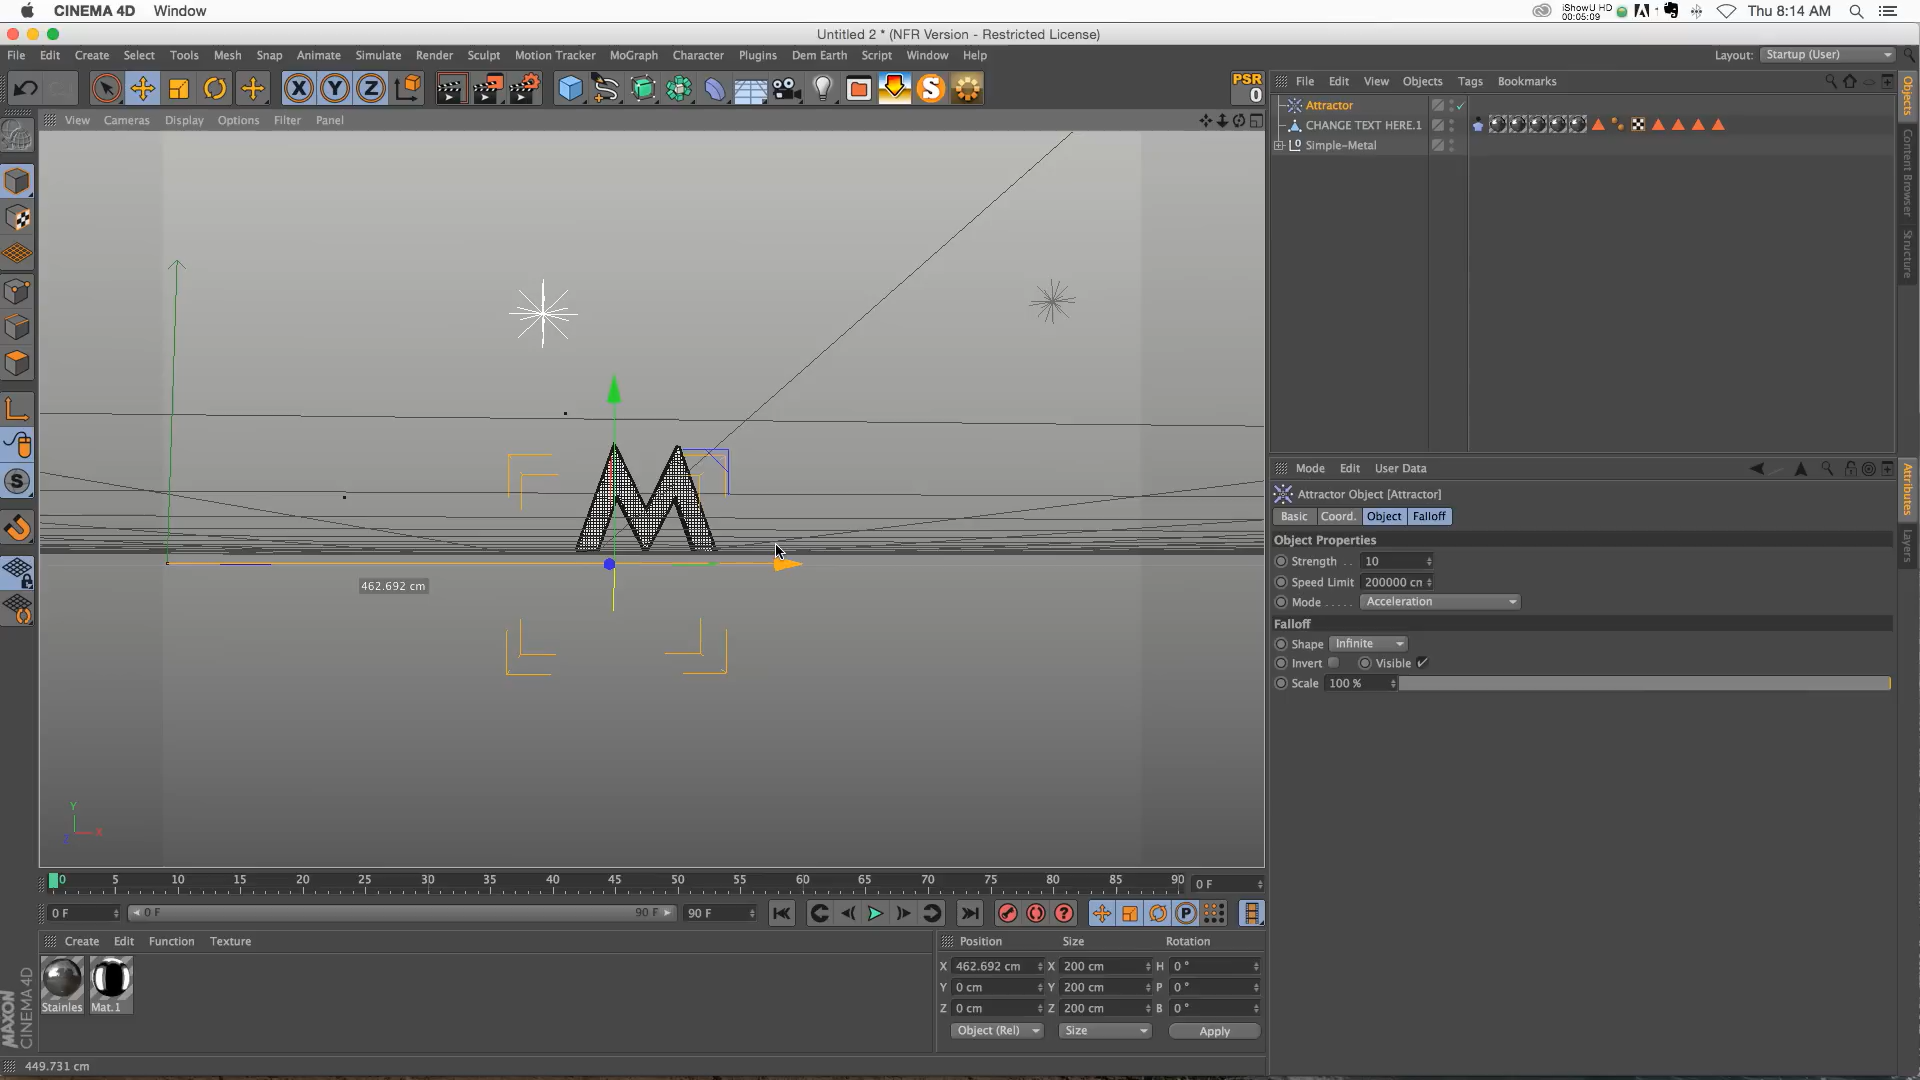 CINEMA 4D Window
iShowU HD
00:05:09
Thu 8:14 AM
Untitled 2 * (NFR Version - Restricted License)
File Edit Create Select Tools Mesh Snap Animate Simulate Render Sculpt Motion Tracker MoGraph Character Plugins Dem Earth Script Window Help
Layout: Startup (User)
X Y Z
PSR
0
S
File Edit View Objects Tags Bookmarks
View Cameras Display Options Filter Panel
Attractor
CHANGE TEXT HERE.1
Simple-Metal
Objects
Content Browser
Structure
M
462.692 cm
Y
X
Z
Mode Edit User Data
Attractor Object [Attractor]
Basic Coord. Object Falloff
Object Properties
Strength . . 10
Speed Limit 200000 cm
Mode . . . . . Acceleration
Falloff
Shape Infinite
Invert Visible
Scale 100 %
Attributes
Layers
0 5 10 15 20 25 30 35 40 45 50 55 60 65 70 75 80 85 90
0 F
0 F 0 F 90 F 90 F
Create Edit Function Texture
Stainles Mat.1
Position Size Rotation
X 462.692 cm X 200 cm H 0 °
Y 0 cm Y 200 cm P 0 °
Z 0 cm Z 200 cm B 0 °
Object (Rel) Size Apply
MAXON
CINEMA 4D
449.731 cm